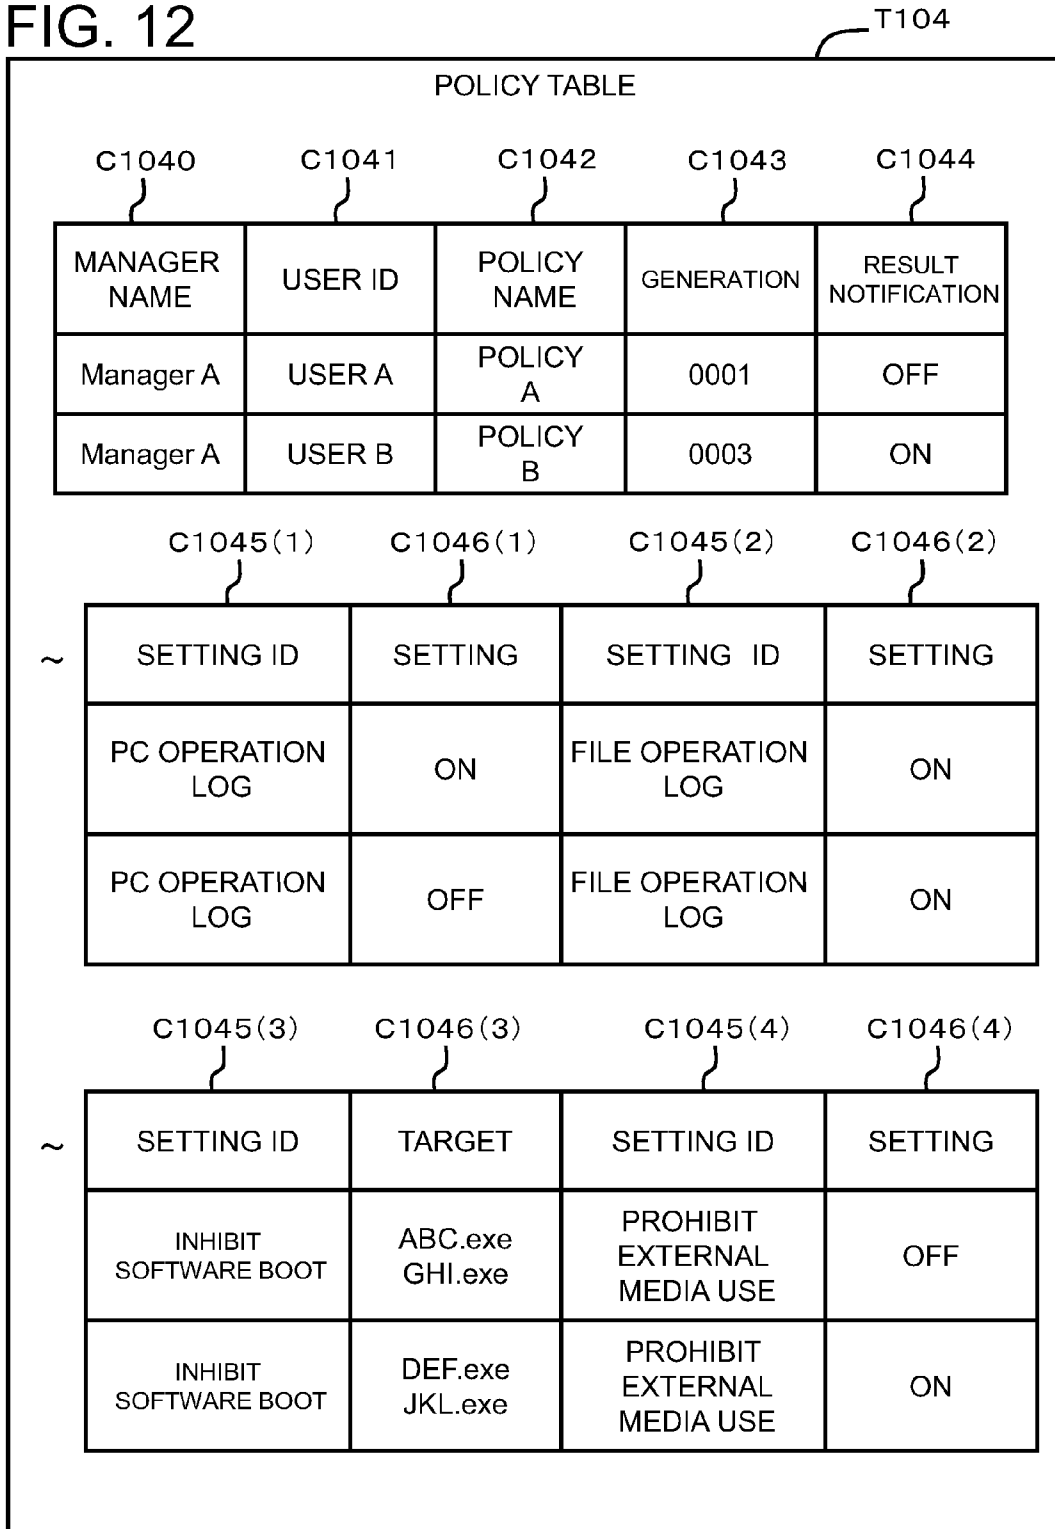 FIG. 12
T104
POLICY TABLE
C1040 C1041 C1042 C1043 C1044
MANAGER NAME USER ID POLICY NAME GENERATION RESULT NOTIFICATION
Manager A USER A POLICY A 0001 OFF
Manager A USER B POLICY B 0003 ON
C1045(1) C1046(1) C1045(2) C1046(2)
~ SETTING ID SETTING SETTING ID SETTING
PC OPERATION LOG ON FILE OPERATION LOG ON
PC OPERATION LOG OFF FILE OPERATION LOG ON
C1045(3) C1046(3) C1045(4) C1046(4)
~ SETTING ID TARGET SETTING ID SETTING
INHIBIT SOFTWARE BOOT ABC.exe GHI.exe PROHIBIT EXTERNAL MEDIA USE OFF
INHIBIT SOFTWARE BOOT DEF.exe JKL.exe PROHIBIT EXTERNAL MEDIA USE ON